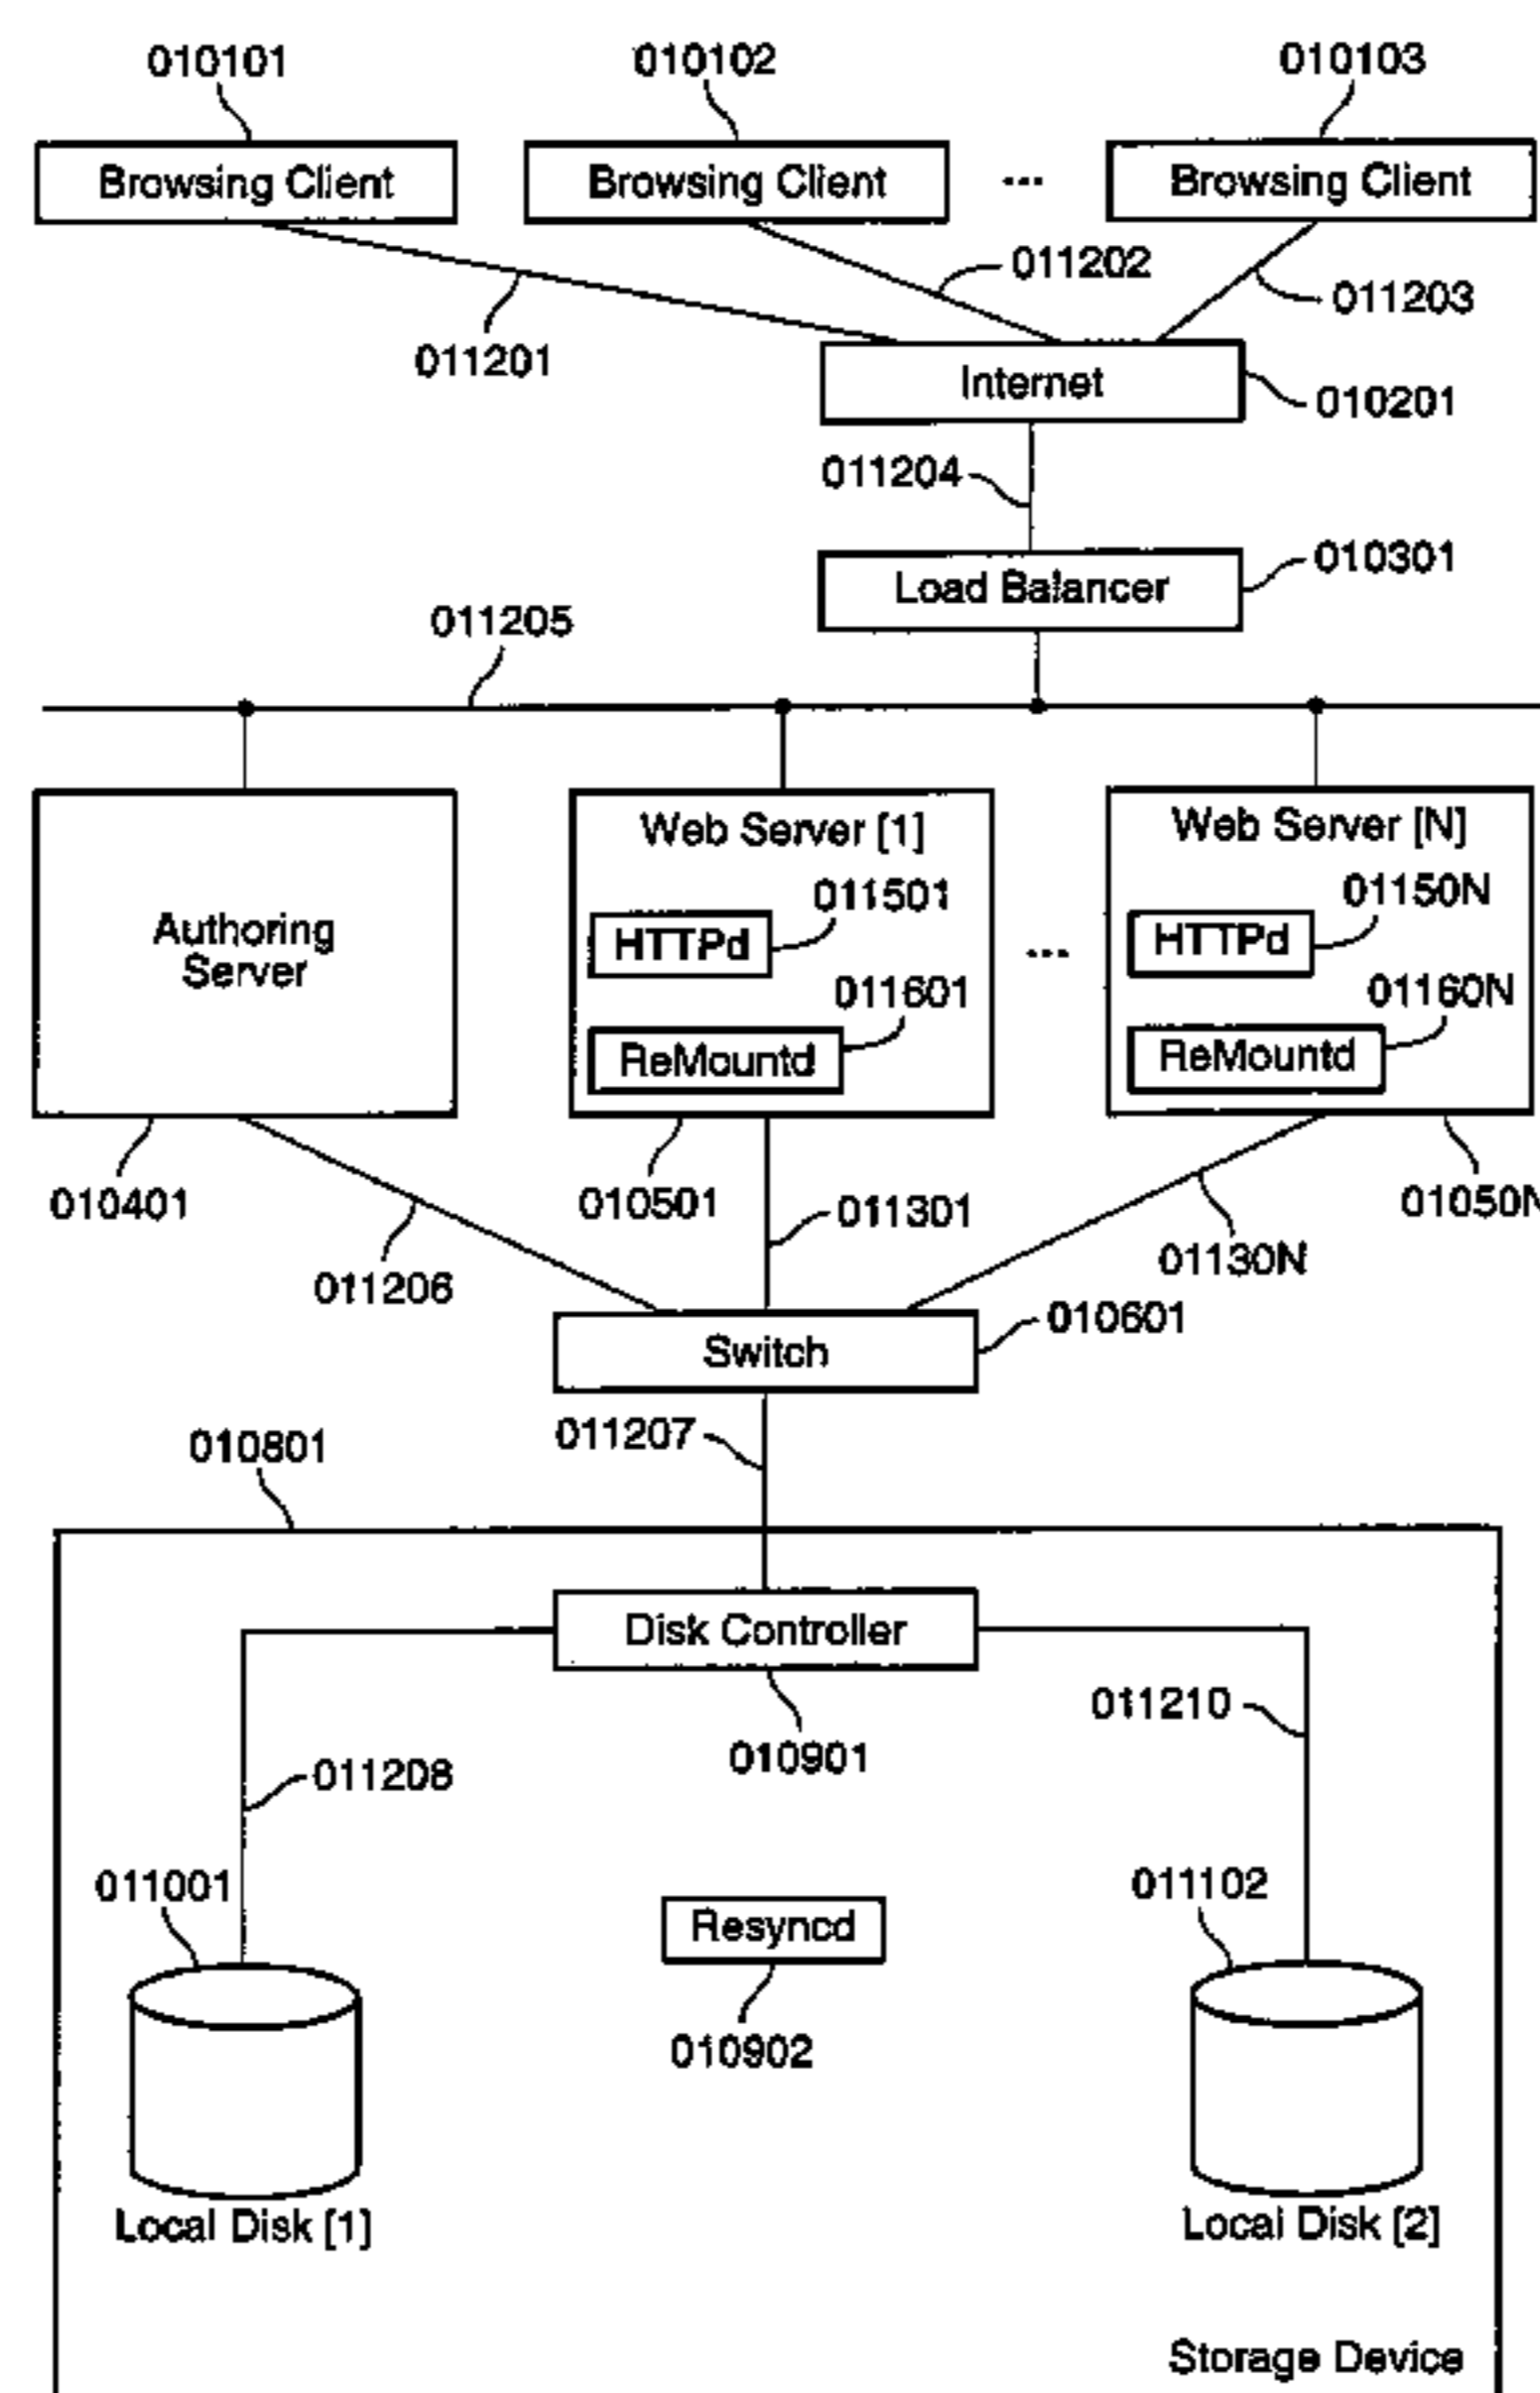 010101
010102
010103
Browsing Client
Browsing Client
...
Browsing Client
011202
011203
011201
Internet
010201
011204
010301
Load Balancer
011205
Web Server [1]
Web Server [N]
011501
01150N
Authoring
Server
HTTPd
...
HTTPd
011601
01160N
ReMountd
ReMountd
010401
010501
011301
01050N
011206
01130N
010601
Switch
011207
010801
Disk Controller
011210
010901
011208
011001
011102
Resyncd
010902
Local Disk [1]
Local Disk [2]
Storage Device